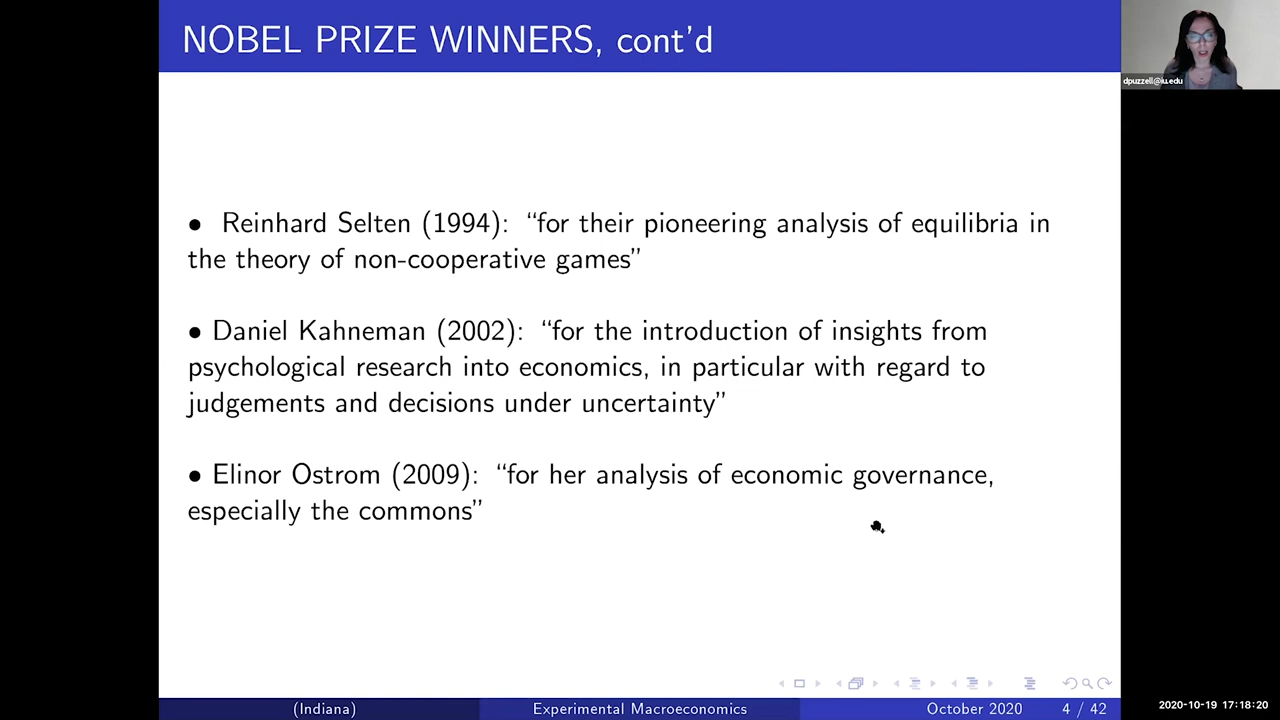 NOBEL PRIZE WINNERS, cont’d
dpuzzell@iu.edu
• Reinhard Selten (1994): “for their pioneering analysis of equilibria in
the theory of non-cooperative games”
• Daniel Kahneman (2002): “for the introduction of insights from
psychological research into economics, in particular with regard to
judgements and decisions under uncertainty”
• Elinor Ostrom (2009): “for her analysis of economic governance,
especially the commons”
(Indiana) Experimental Macroeconomics October 2020 4 / 42
2020-10-19 17:18:20